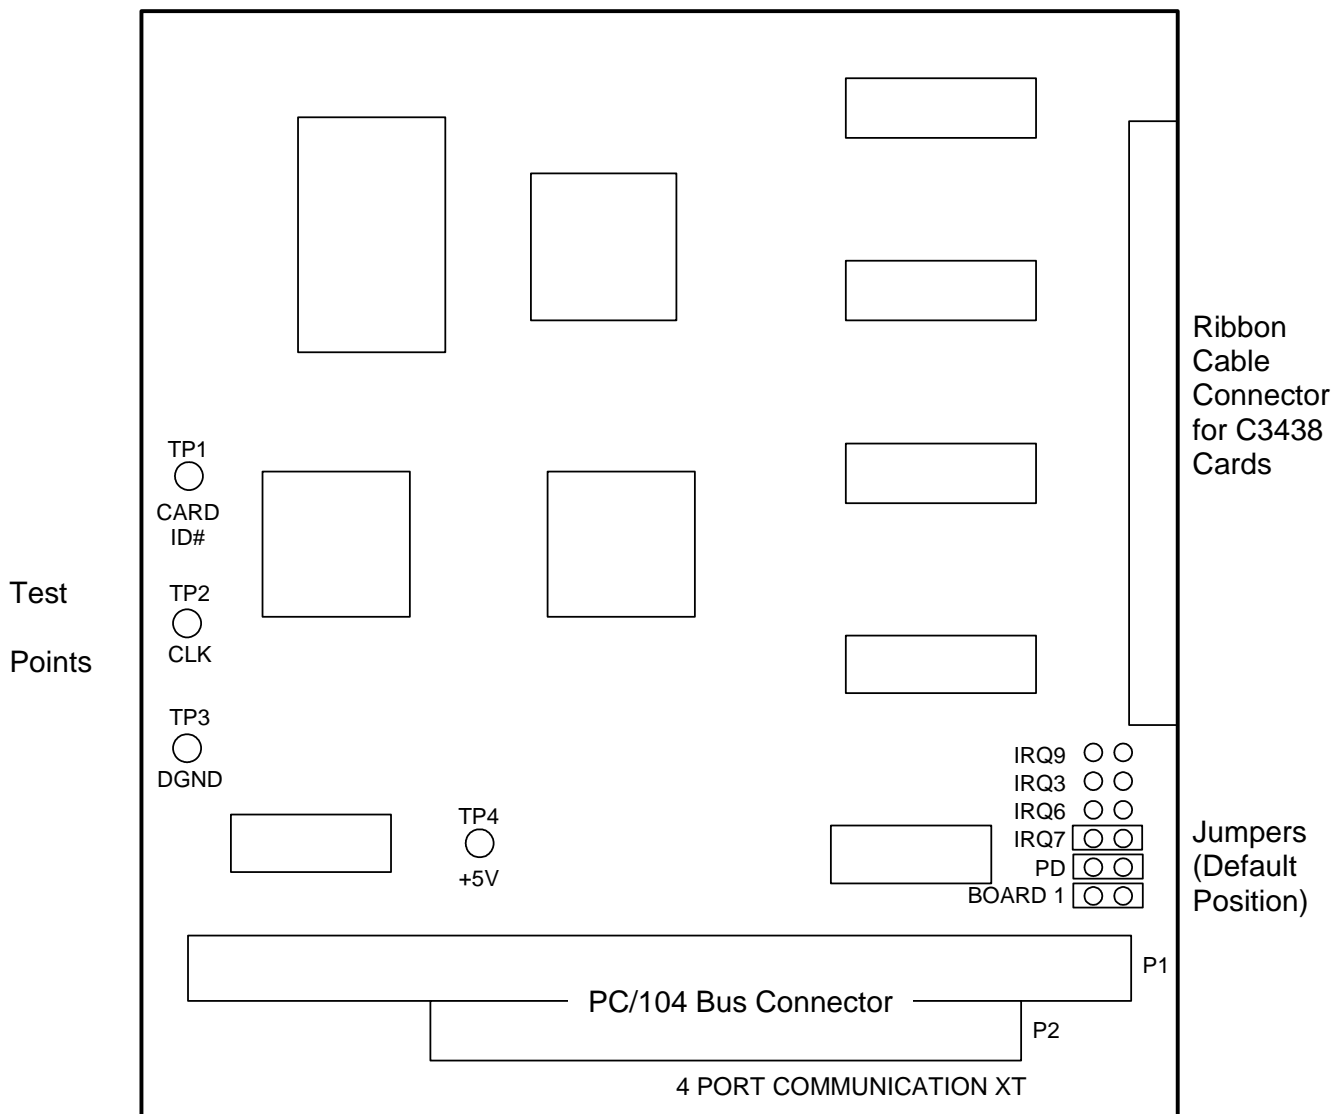 Ribbon
Cable
Connector
for C3438
Cards
TP1
CARD
ID#
Test
Points
TP2
CLK
TP3
DGND
TP4
+5V
IRQ9
IRQ3
IRQ6
IRQ7
PD
BOARD 1
Jumpers
(Default
Position)
P1
PC/104 Bus Connector
P2
4 PORT COMMUNICATION XT